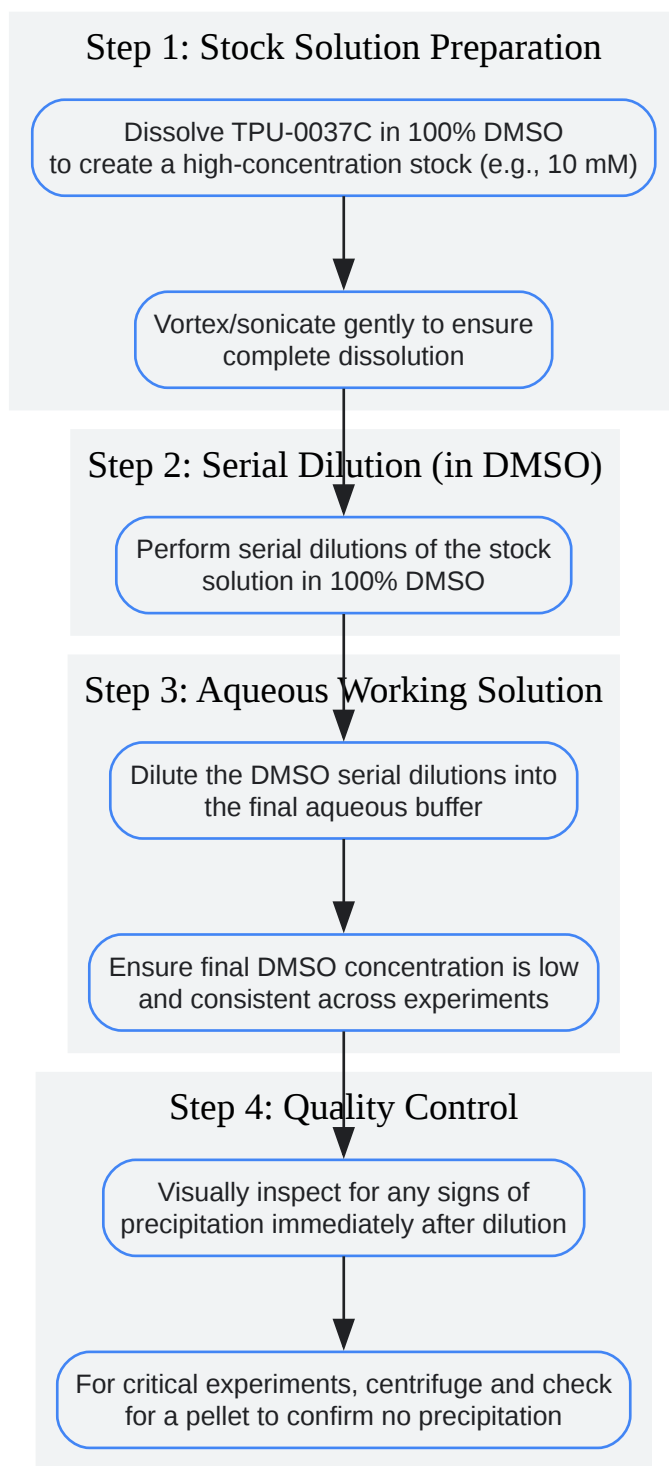 Step 1: Stock Solution Preparation
Dissolve TPU-0037C in 100% DMSO
to create a high-concentration stock (e.g., 10 mM)
Vortex/sonicate gently to ensure
complete dissolution
Step 2: Serial Dilution (in DMSO)
Perform serial dilutions of the stock
solution in 100% DMSO
Step 3: Aqueous Working Solution
Dilute the DMSO serial dilutions into
the final aqueous buffer
Ensure final DMSO concentration is low
and consistent across experiments
Step 4: Quality Control
Visually inspect for any signs of
precipitation immediately after dilution
For critical experiments, centrifuge and check
for a pellet to confirm no precipitation